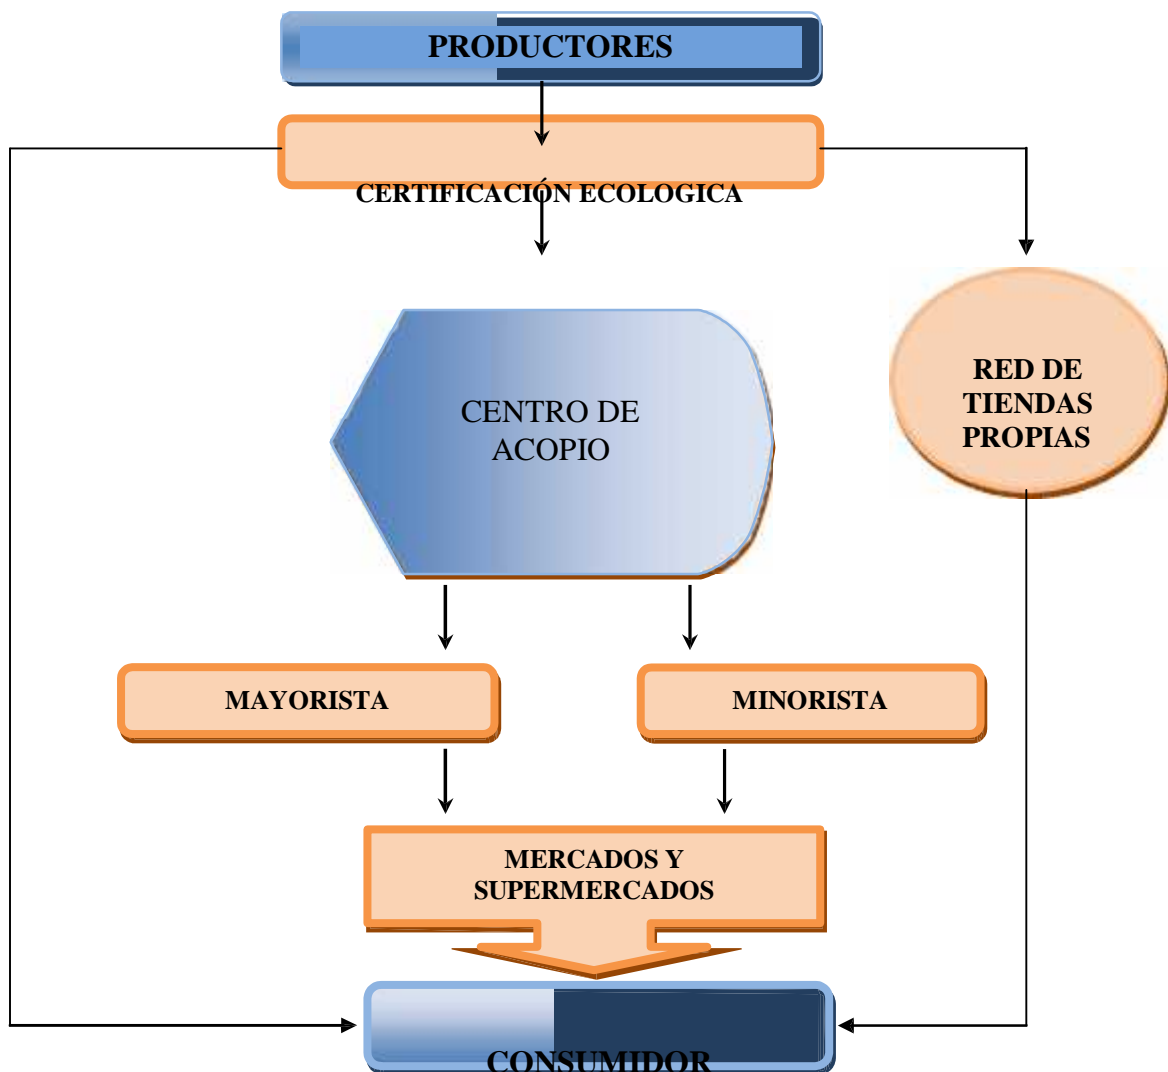 PRODUCTORES
CERTIFICACIÓN ECOLOGICA
CENTRO DE
ACOPIO
RED DE
TIENDAS
PROPIAS
MAYORISTA
MINORISTA
MERCADOS Y
SUPERMERCADOS
CONSUMIDOR